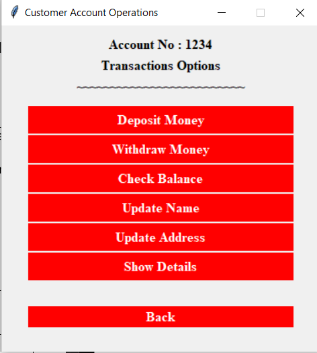 Customer Account Operations
Account No : 1234
Transactions Options
~~~~~~~~~~~~~~~~~~~~~~~~
Deposit Money
Withdraw Money
Check Balance
Update Name
Update Address
Show Details
Back